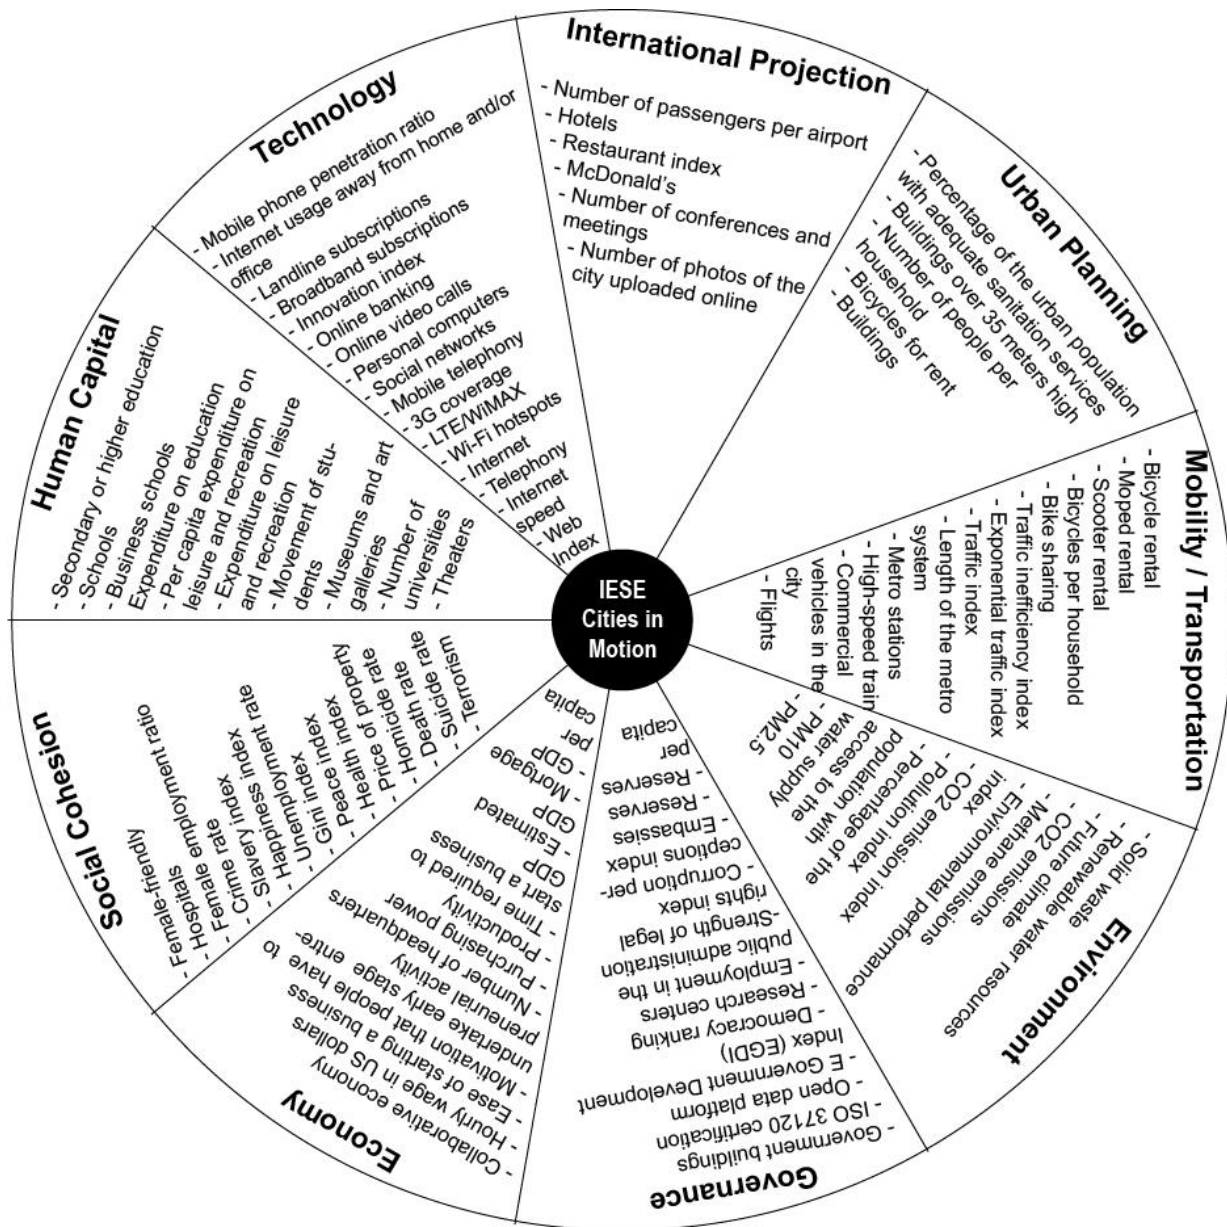 International Projection
- Number of passengers per airport
- Hotels
- Restaurant index
- McDonald's
- Number of conferences and
meetings
- Number of photos of the
city uploaded online
Urban Planning
- Percentage of the urban population
with adequate sanitation services
- Buildings over 35 meters high
- Number of people per
household
- Bicycles for rent
- Buildings
Mobility / Transportation
- Bicycle rental
- Moped rental
- Scooter rental
- Bicycles per household
- Bike sharing
- Traffic inefficiency index
- Exponential traffic index
- Traffic index
- Length of the metro
system
- Metro stations
- High-speed train
- Commercial
vehicles in the
city
- Flights
Environment
- Solid waste
- Renewable water resources
- Future climate
- CO2 emissions
- Methane emissions
- Environmental performance
index
- CO2 emission index
- Pollution index
- Percentage of the
population with
access to the
water supply
- PM10
- PM2.5
Governance
- Government buildings
- ISO 37120 certification
- Open data platform
- E Government Development
Index (EGDI)
- Democracy ranking
- Research centers
- Employment in the
public administration
-Strength of legal
rights index
- Corruption per-
ceptions index
- Embassies
- Reserves
- Reserves
per
capita
Economy
- Collaborative economy
- Hourly wage in US dollars
- Ease of starting a business
- Motivation that people have to
undertake early stage entre-
preneurial activity
- Number of headquarters
- Purchasing power
- Productivity
- Time required to
start a business
- GDP
- Estimated
GDP
- Mortgage
- GDP
per
capita
Social Cohesion
- Female-friendly
- Hospitals
- Female employment ratio
- Crime rate
- Slavery index
- Happiness index
- Unemployment rate
- Gini index
- Peace index
- Health index
- Price of property
- Homicide rate
- Death rate
- Suicide rate
- Terrorism
Human Capital
- Secondary or higher education
- Schools
- Business schools
Expenditure on education
- Per capita expenditure on
leisure and recreation
- Expenditure on leisure
and recreation
- Movement of stu-
dents
- Museums and art
galleries
- Number of
universities
- Theaters
Technology
- Mobile phone penetration ratio
- Internet usage away from home and/or
office
- Landline subscriptions
- Broadband subscriptions
- Innovation index
- Online banking
- Online video calls
- Personal computers
- Social networks
- Mobile telephony
- 3G coverage
- LTE/WiMAX
- Wi-Fi hotspots
- Internet
- Telephony
- Internet
speed
- Web
Index
IESE
Cities in
Motion